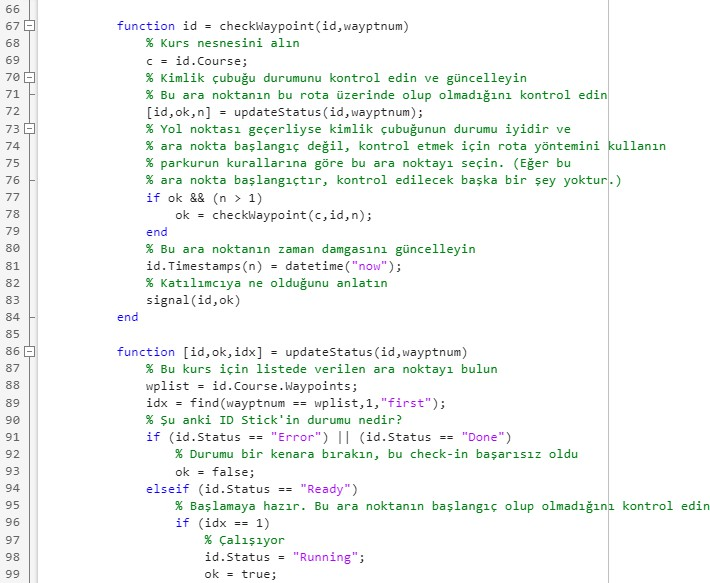 66
67 function id = checkWaypoint(id,wayptnum)
68 % Kurs nesnesini alın
69 c = id.Course;
70 % Kimlik çubuğu durumunu kontrol edin ve güncelleyin
71 % Bu ara noktanın bu rota üzerinde olup olmadığını kontrol edin
72 [id,ok,n] = updateStatus(id,wayptnum);
73 % Yol noktası geçerliyse kimlik çubuğunun durumu iyidir ve
74 % ara nokta başlangıç değil, kontrol etmek için rota yöntemini kullanın
75 % parkurun kurallarına göre bu ara noktayı seçin. (Eğer bu
76 % ara nokta başlangıçtır, kontrol edilecek başka bir şey yoktur.)
77 if ok && (n > 1)
78 ok = checkWaypoint(c,id,n);
79 end
80 % Bu ara noktanın zaman damgasını güncelleyin
81 id.Timestamps(n) = datetime("now");
82 % Katılımcıya ne olduğunu anlatın
83 signal(id,ok)
84 end
85
86 function [id,ok,idx] = updateStatus(id,wayptnum)
87 % Bu kurs için listede verilen ara noktayı bulun
88 wplist = id.Course.Waypoints;
89 idx = find(wayptnum == wplist,1,"first");
90 % Şu anki ID Stick'in durumu nedir?
91 if (id.Status == "Error") || (id.Status == "Done")
92 % Durumu bir kenara bırakın, bu check-in başarısız oldu
93 ok = false;
94 elseif (id.Status == "Ready")
95 % Başlamaya hazır. Bu ara noktanın başlangıç olup olmadığını kontrol edin
96 if (idx == 1)
97 % Çalışıyor
98 id.Status = "Running";
99 ok = true;